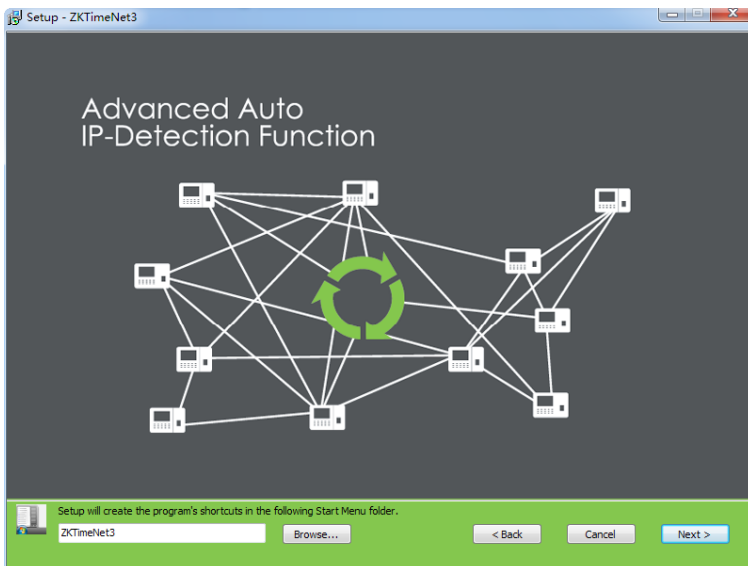 Setup - ZKTimeNet3
Advanced Auto
IP-Detection Function
Setup will create the program's shortcuts in the following Start Menu folder.
ZKTimeNet3
Browse...
< Back
Cancel
Next >